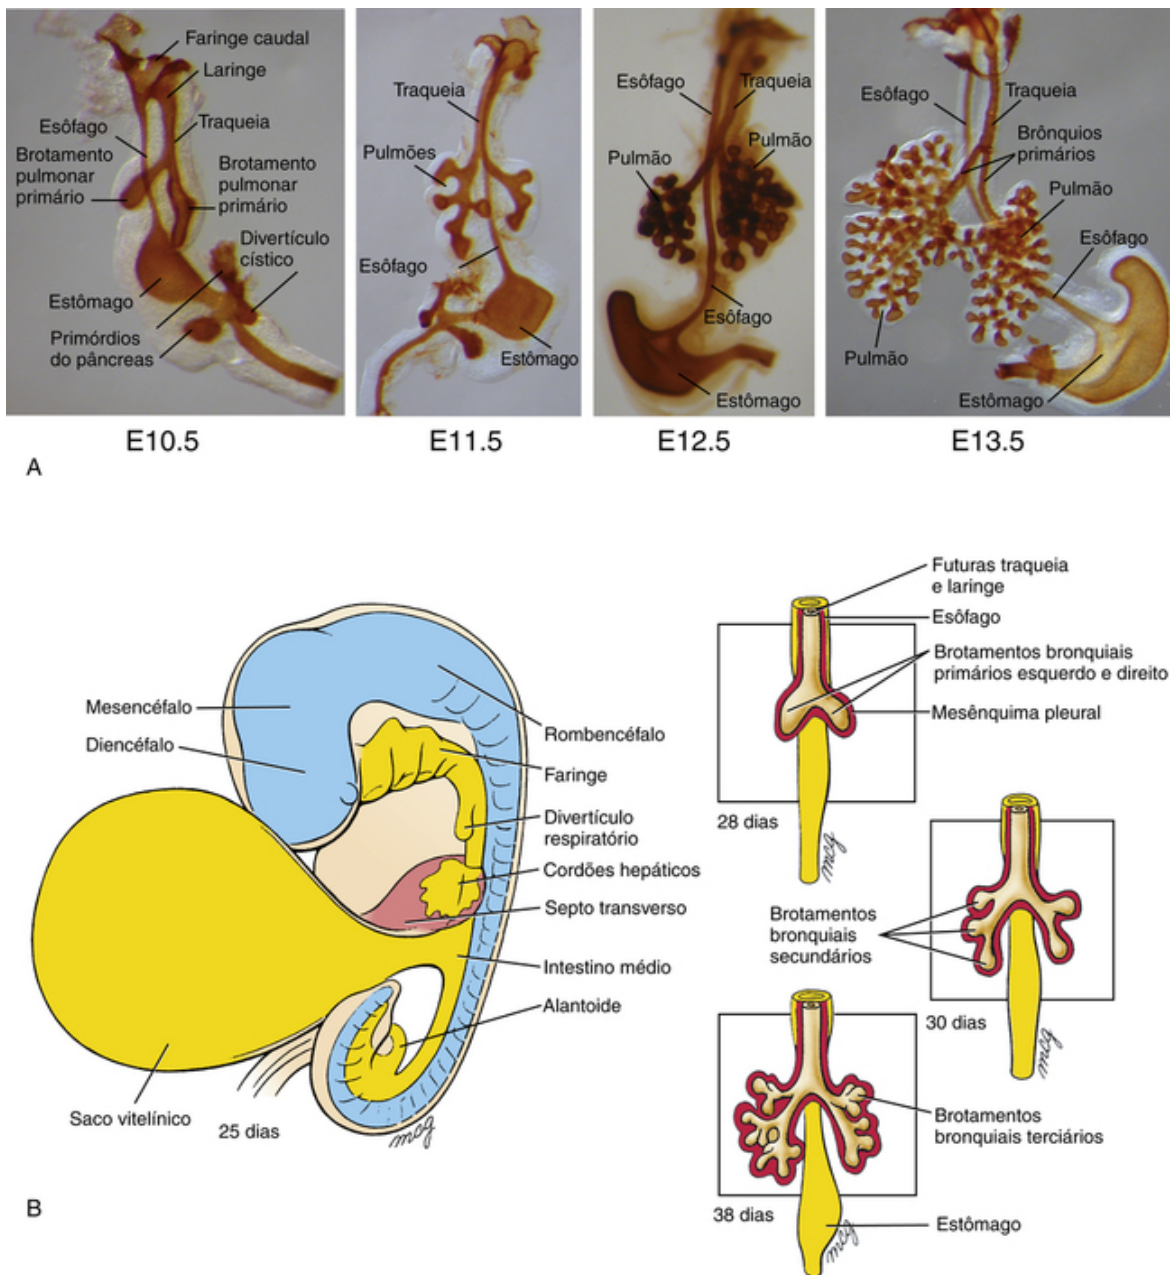 Faringe caudal
Laringe
Esôfago
Traqueia
Brotamento
pulmonar
primário
Brotamento
pulmonar
primário
Divertículo
cístico
Estômago
Primórdios
do pâncreas
E10.5
Traqueia
Pulmões
Esôfago
Estômago
E11.5
Esôfago
Traqueia
Pulmão
Pulmão
Esôfago
Estômago
E12.5
Esôfago
Traqueia
Brônquios
primários
Pulmão
Esôfago
Pulmão
Estômago
E13.5
A
Mesencéfalo
Diencéfalo
Rombencéfalo
Faringe
Divertículo
respiratório
Cordões hepáticos
Septo transverso
Intestino médio
Alantoide
Saco vitelínico
25 dias
mcg
Futuras traqueia
e laringe
Esôfago
Brotamentos bronquiais
primários esquerdo e direito
Mesênquima pleural
28 dias
mcg
Brotamentos
bronquiais
secundários
30 dias
mcg
Brotamentos
bronquiais terciários
38 dias
Estômago
mcg
B